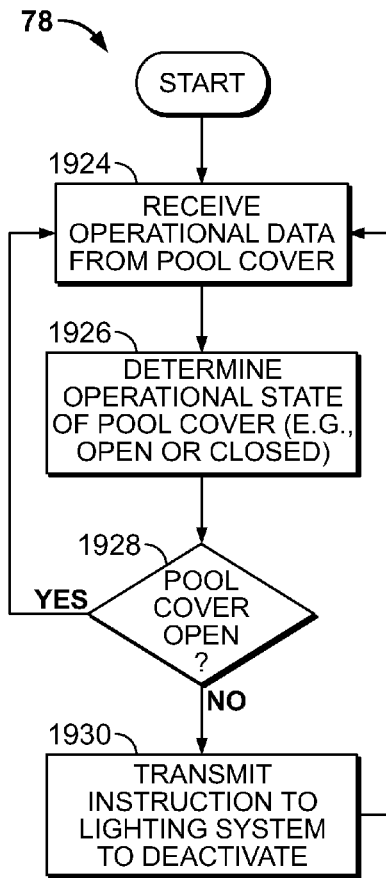 78
START
1924
RECEIVE
OPERATIONAL DATA
FROM POOL COVER
1926
DETERMINE
OPERATIONAL STATE
OF POOL COVER (E.G.,
OPEN OR CLOSED)
1928
POOL
COVER
OPEN
?
YES
NO
1930
TRANSMIT
INSTRUCTION TO
LIGHTING SYSTEM
TO DEACTIVATE